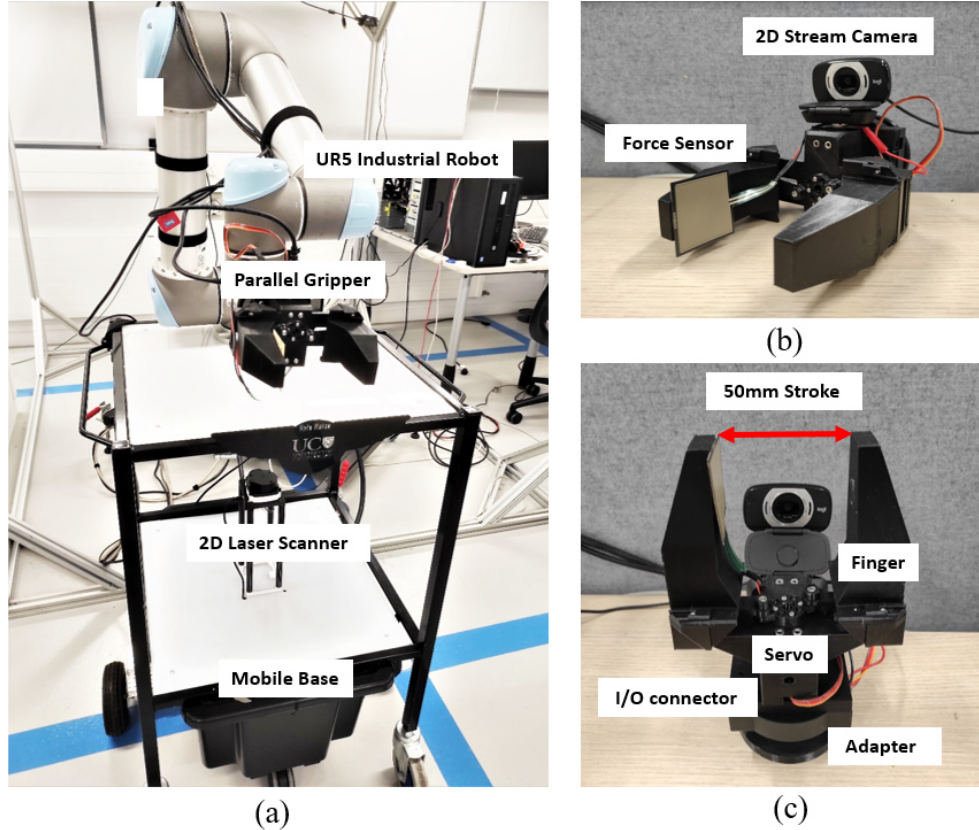 UR5 Industrial Robot
Parallel Gripper
UC
2D Laser Scanner
Mobile Base
(a)
2D Stream Camera
Force Sensor
(b)
50mm Stroke
Finger
Servo
I/O connector
Adapter
(c)